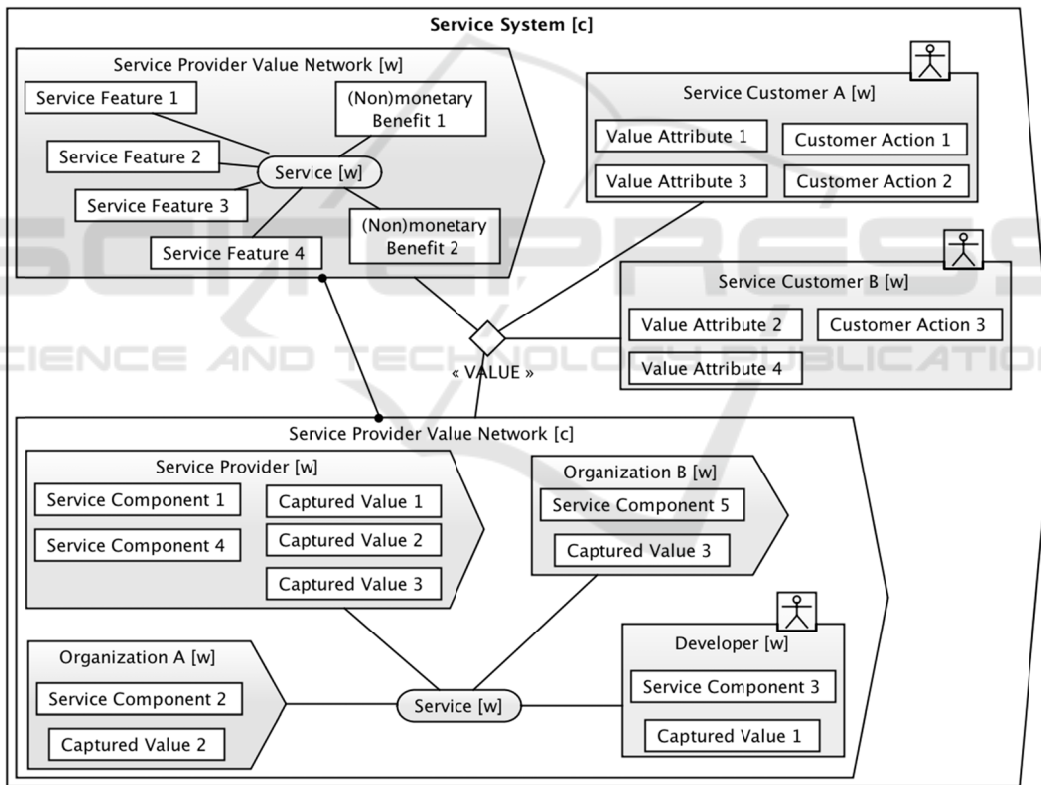 Service System [c]
Service Provider Value Network [w]
Service Feature 1
(Non)monetary
Benefit 1
Service Feature 2
Service [w]
Service Feature 3
(Non)monetary
Benefit 2
Service Feature 4
Service Customer A [w]
Value Attribute 1
Customer Action 1
Value Attribute 3
Customer Action 2
Service Customer B [w]
Value Attribute 2
Customer Action 3
Value Attribute 4
« VALUE »
SCITEPRESS
SCIENCE AND TECHNOLOGY PUBLICATIONS
Service Provider Value Network [c]
Service Provider [w]
Service Component 1
Captured Value 1
Captured Value 2
Service Component 4
Captured Value 3
Organization B [w]
Service Component 5
Captured Value 3
Organization A [w]
Service Component 2
Captured Value 2
Service [w]
Developer [w]
Service Component 3
Captured Value 1